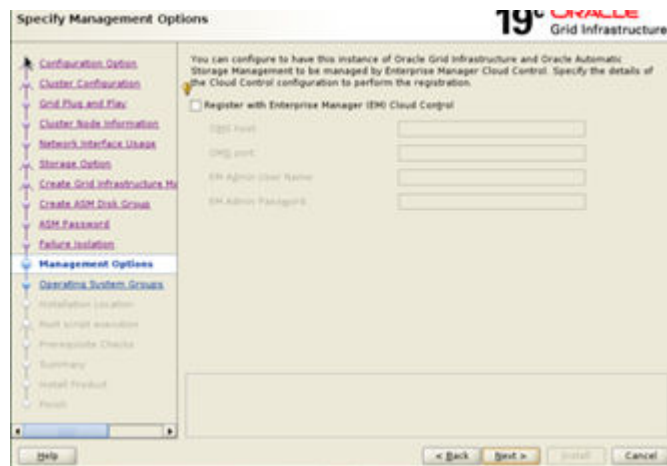 Specify Management Options
19c ORACLE
Grid Infrastructure
Configuration Option
Cluster Configuration
Grid Plug and Play
Cluster Node Information
Network Interface Usage
Storage Option
Create Grid Infrastructure Ma
Create ASM Disk Group
ASM Password
Failure Isolation
Management Options
Operating System Groups
Installation Location
Root script execution
Prerequisite Checks
Summary
Install Product
Finish
You can configure to have this instance of Oracle Grid Infrastructure and Oracle Automatic
Storage Management to be managed by Enterprise Manager Cloud Control. Specify the details of
the Cloud Control configuration to perform the registration.
Register with Enterprise Manager (EM) Cloud Control
OMS host
OMS port
EM Admin User Name
EM Admin Password
Help
< Back
Next >
Install
Cancel